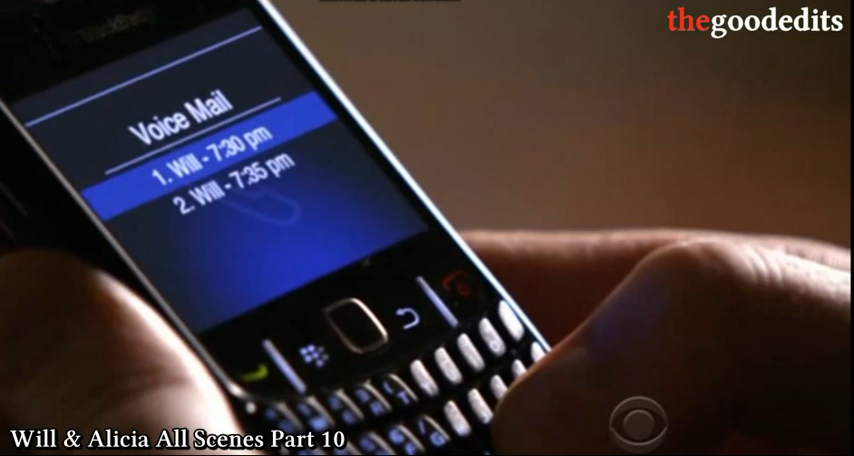 thegoodedits
BlackBerry
Voice Mail
1. Will - 7:30 pm
2. Will - 7:35 pm
Will & Alicia All Scenes Part 10